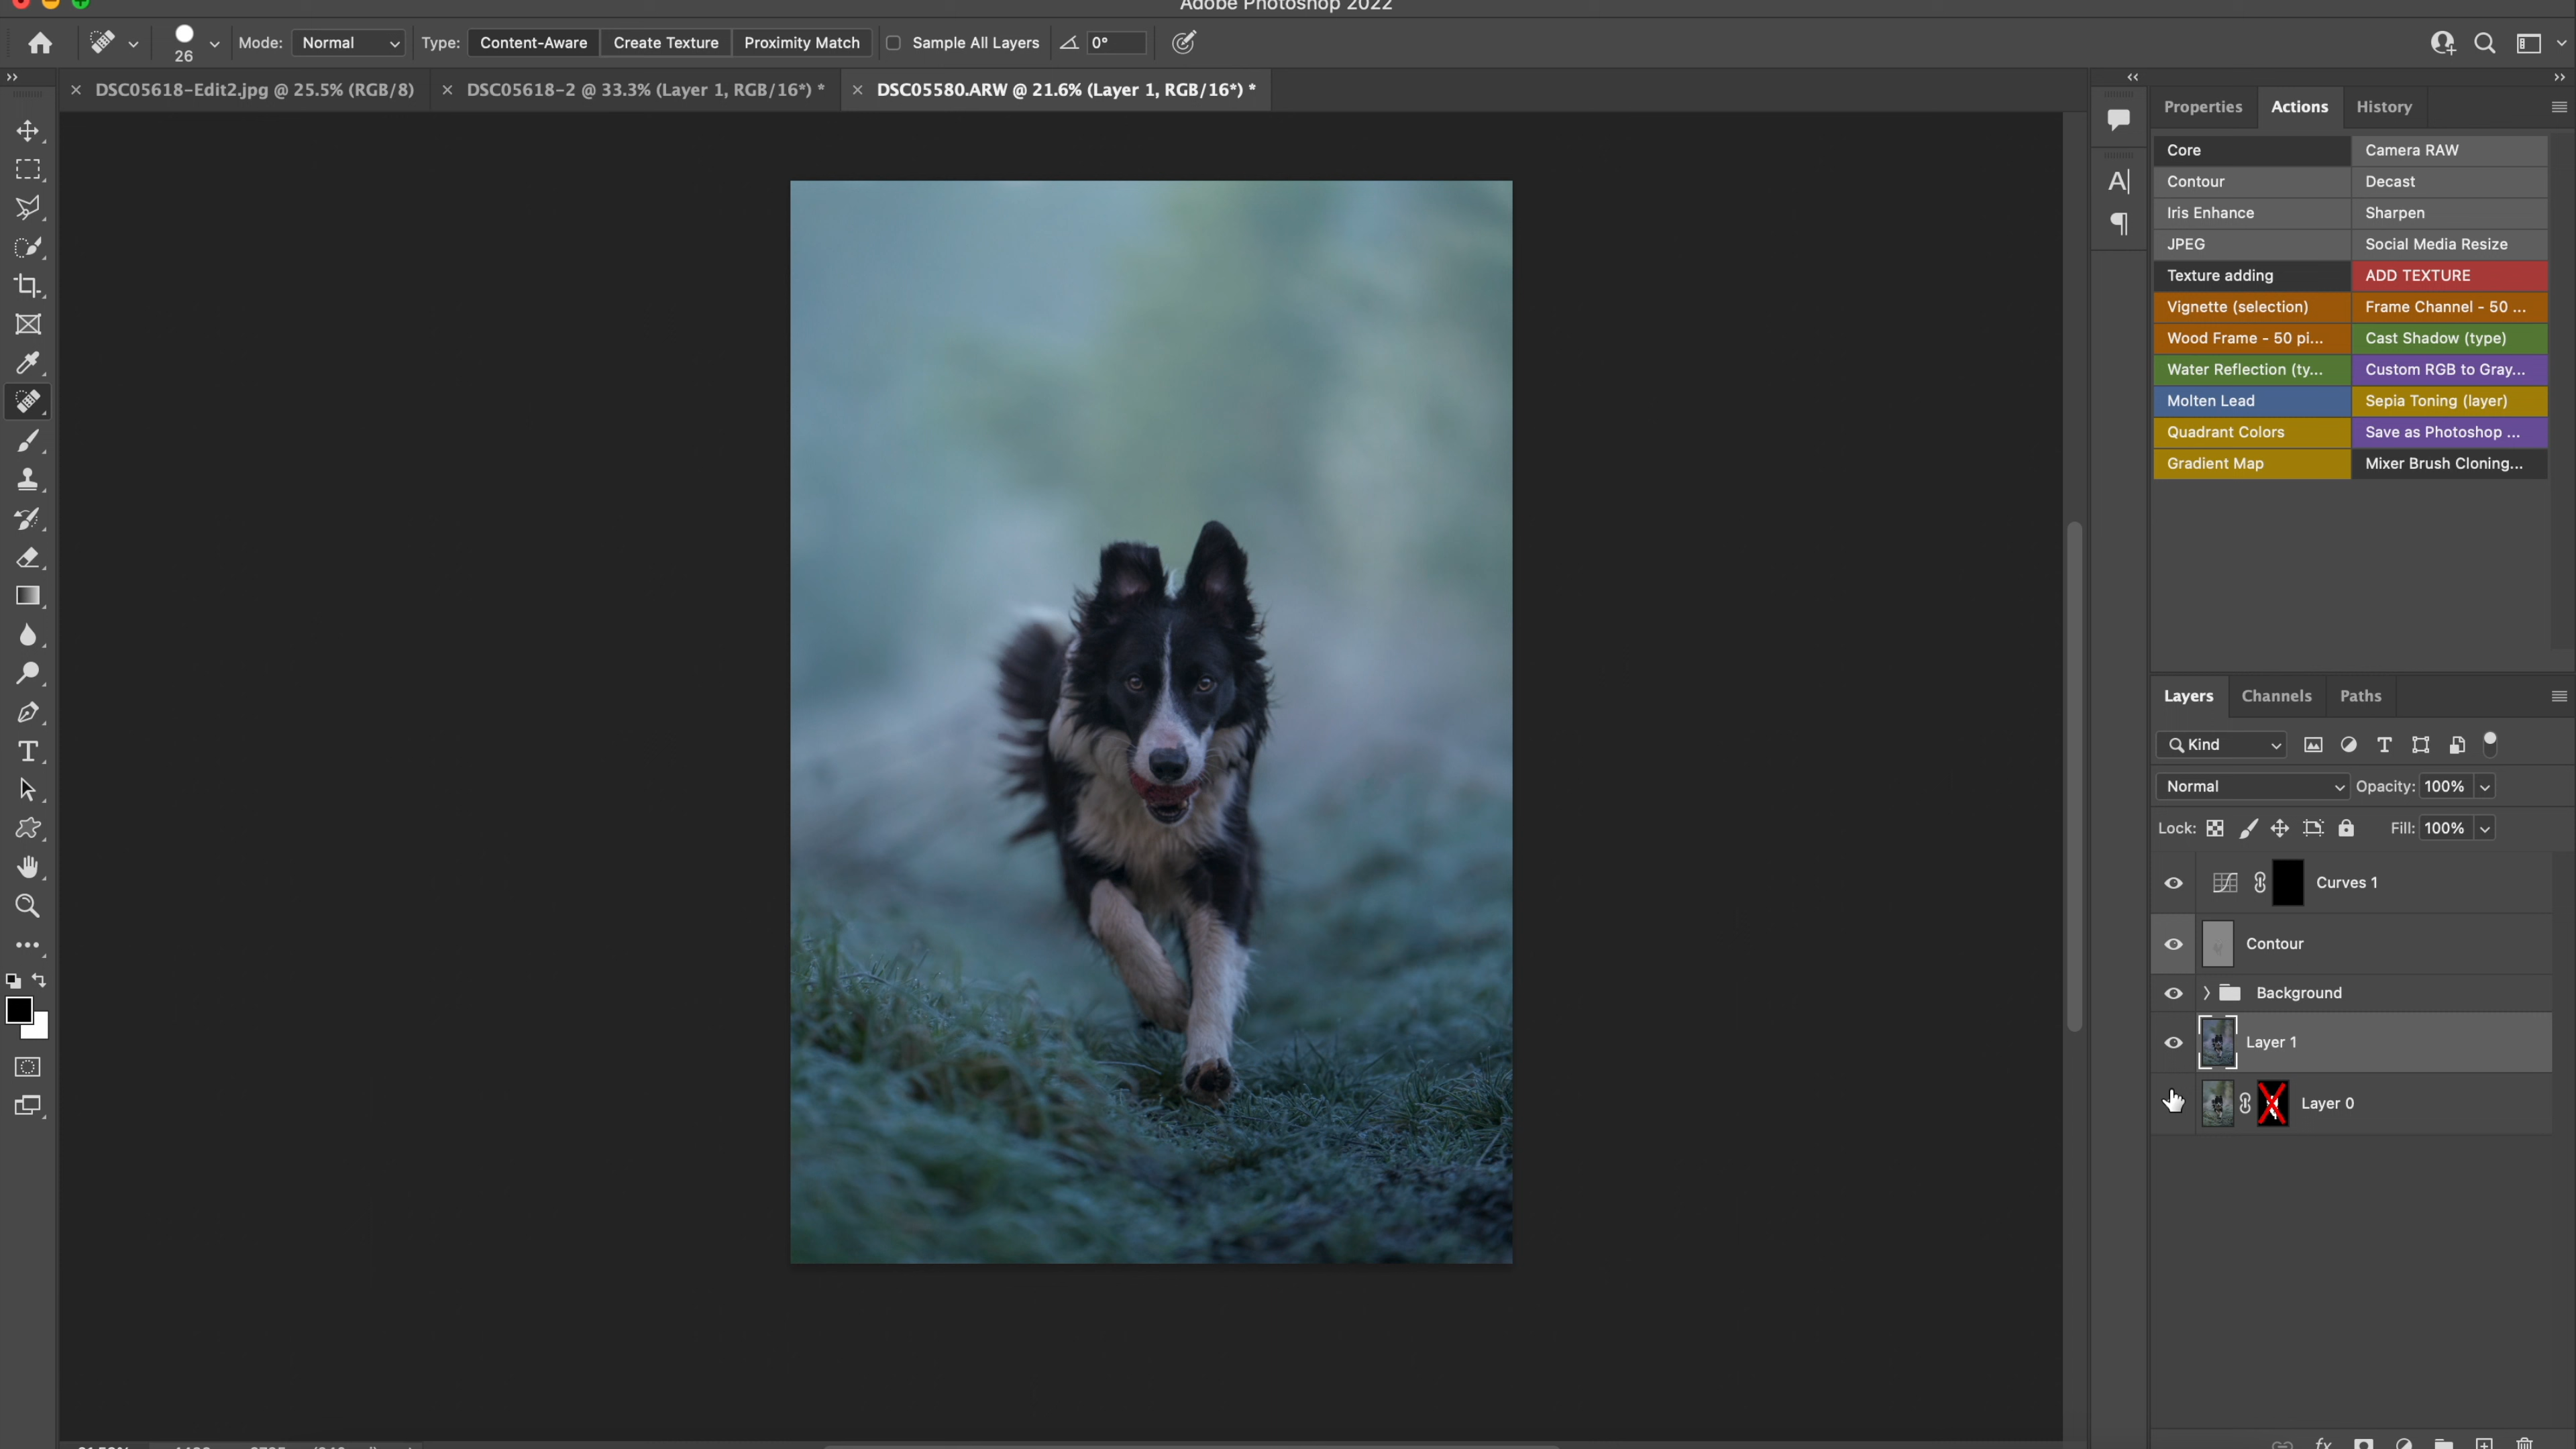 Adobe Photoshop 2022
26 Mode: Normal Type: Content-Aware Create Texture Proximity Match Sample All Layers 0°
DSC05618-Edit2.jpg @ 25.5% (RGB/8) DSC05618-2 @ 33.3% (Layer 1, RGB/16*) * DSC05580.ARW @ 21.6% (Layer 1, RGB/16*) *
Properties Actions History
Core Camera RAW
Contour Decast
Iris Enhance Sharpen
JPEG Social Media Resize
Texture adding ADD TEXTURE
Vignette (selection) Frame Channel - 50 ...
Wood Frame - 50 pi... Cast Shadow (type)
Water Reflection (ty... Custom RGB to Gray...
Molten Lead Sepia Toning (layer)
Quadrant Colors Save as Photoshop ...
Gradient Map Mixer Brush Cloning...
Layers Channels Paths
Kind
Normal Opacity: 100%
Lock: Fill: 100%
Curves 1
Contour
Background
Layer 1
Layer 0
fx